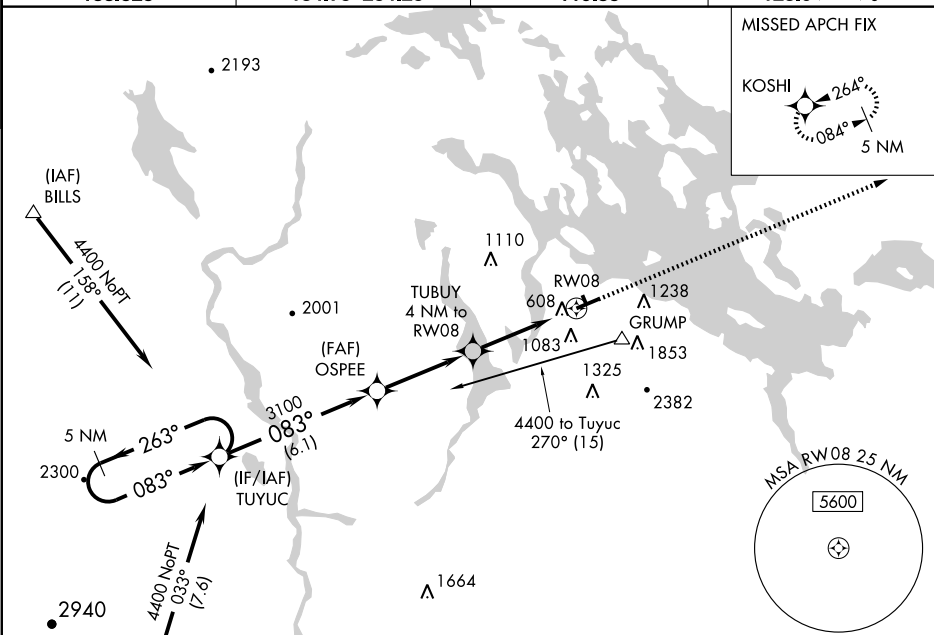 MISSED APCH FIX
KOSHI
264°
084°
5 NM
2193
(IAF)
BILLS
4400 NoPT
158°
(11)
1110
TUBUY
4 NM to
RW08
RW08
608
1238
GRUMP
1083
1853
2001
(FAF)
OSPEE
1325
2382
3100
083°
(6.1)
4400 to Tuyuc
270° (15)
5 NM
263°
2300
083°
(IF/IAF)
TUYUC
MSA RW08 25 NM
5600
4400 NoPT
033°
(7.6)
1664
2940